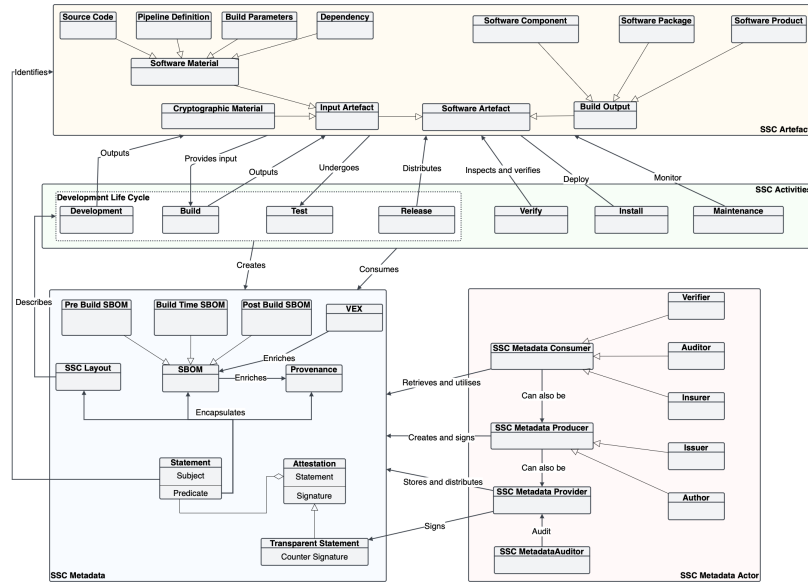 Source Code
Pipeline Definition
Build Parameters
Dependency
Software Component
Software Package
Software Product
Software Material
Identifies
Cryptographic Material
Input Artefact
Software Artefact
Build Output
SSC Artefact
Outputs
Provides input
Outputs
Undergoes
Distributes
Inspects and verifies
Deploy
Monitor
SSC Activities
Development Life Cycle
Development
Build
Test
Release
Verify
Install
Maintenance
Creates
Consumes
Describes
Pre Build SBOM
Build Time SBOM
Post Build SBOM
VEX
Enriches
SSC Layout
SBOM
Enriches
Provenance
Encapsulates
Statement
Subject
Predicate
Attestation
Statement
Signature
Transparent Statement
Counter Signature
SSC Metadata
Retrieves and utilises
Creates and signs
Stores and distributes
Signs
Verifier
SSC Metadata Consumer
Auditor
Can also be
Insurer
SSC Metadata Producer
Issuer
Can also be
SSC Metadata Provider
Author
Audit
SSC MetadataAuditor
SSC Metadata Actor